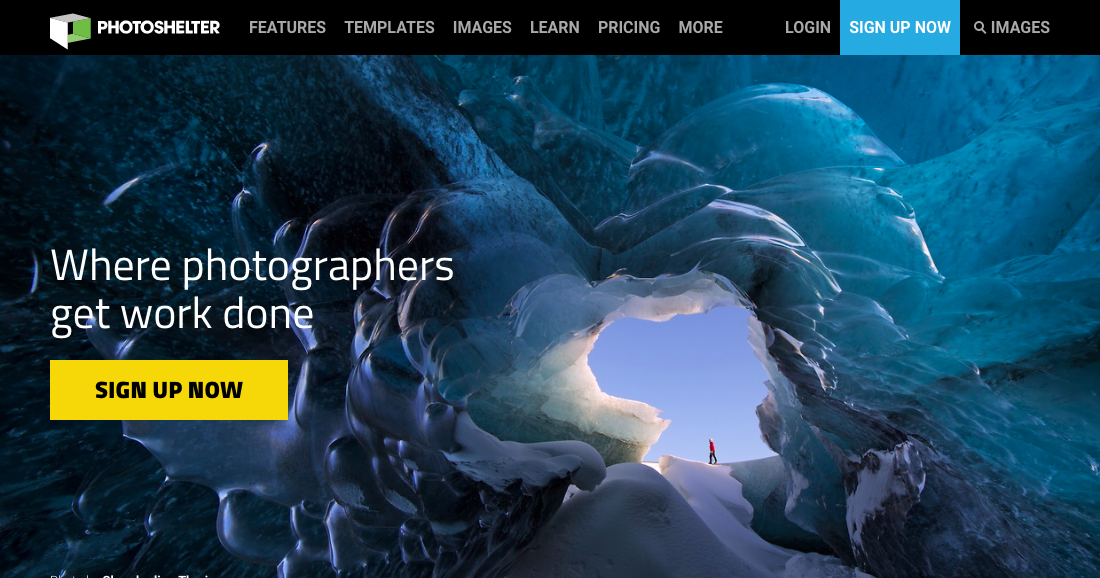 PHOTOSHELTER FEATURES TEMPLATES IMAGES LEARN PRICING MORE LOGIN SIGN UP NOW IMAGES
Where photographers
get work done
SIGN UP NOW